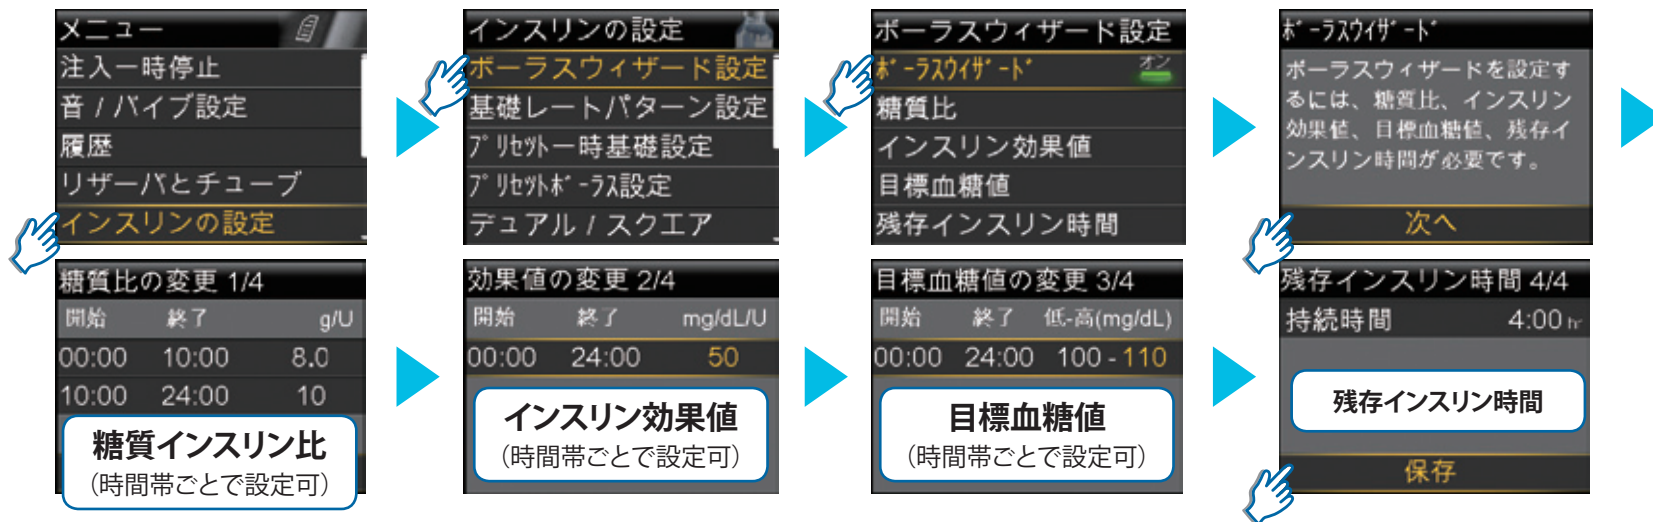 メニュー
注入一時停止
音 / バイブ設定
履歴
リザーバとチューブ
インスリンの設定
インスリンの設定
ボーラスウィザード設定
基礎レートパターン設定
プリセット一時基礎設定
プリセットボーラス設定
デュアル / スクエア
ボーラスウィザード設定
ボーラスウィザード オン
糖質比
インスリン効果値
目標血糖値
残存インスリン時間
ボーラスウィザード
ボーラスウィザードを設定す
るには、糖質比、インスリン
効果値、目標血糖値、残存イ
ンスリン時間が必要です。
次へ
糖質比の変更 1/4
開始 終了 g/U
00:00 10:00 8.0
10:00 24:00 10
糖質インスリン比
（時間帯ごとで設定可）
効果値の変更 2/4
開始 終了 mg/dL/U
00:00 24:00 50
インスリン効果値
（時間帯ごとで設定可）
目標血糖値の変更 3/4
開始 終了 低-高(mg/dL)
00:00 24:00 100 - 110
目標血糖値
（時間帯ごとで設定可）
残存インスリン時間 4/4
持続時間 4:00 hr
残存インスリン時間
保存